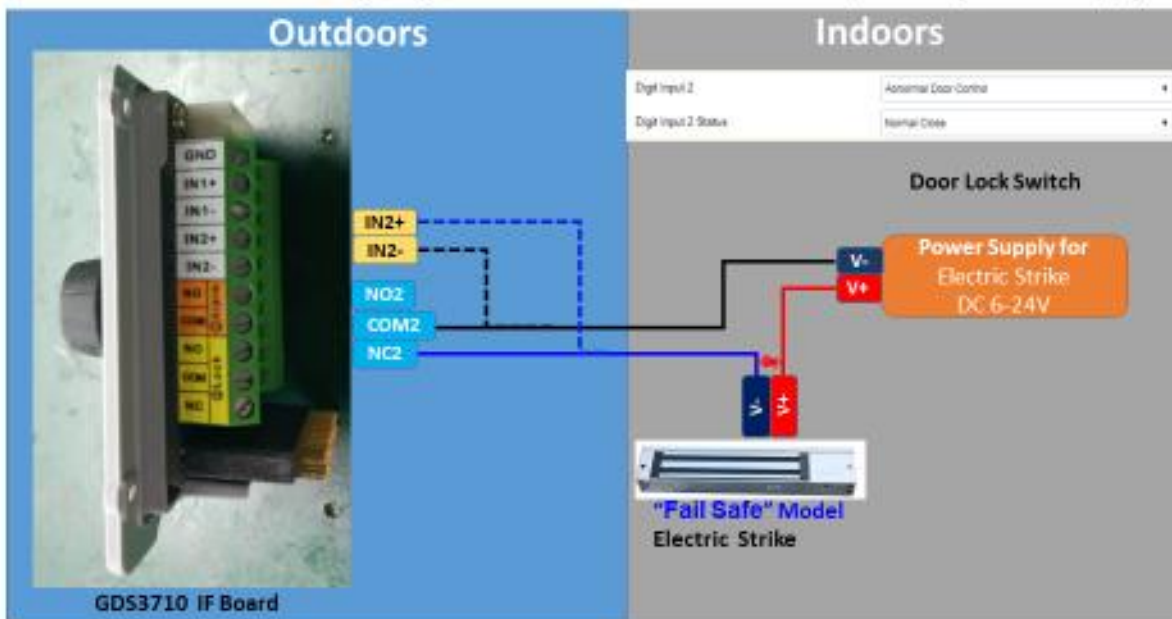 Outdoors
Indoors
Digit Input 2
Abnormal Door Control
Digit Input 2 Status
Normal Close
GND
IN1+
IN1-
IN2+
IN2-
NO
COM
NO
COM
NC
Lock
IN2+
IN2-
NO2
COM2
NC2
Door Lock Switch
V-
V+
Power Supply for
Electric Strike
DC 6-24V
V-
V+
"Fail Safe" Model
Electric Strike
GDS3710 IF Board